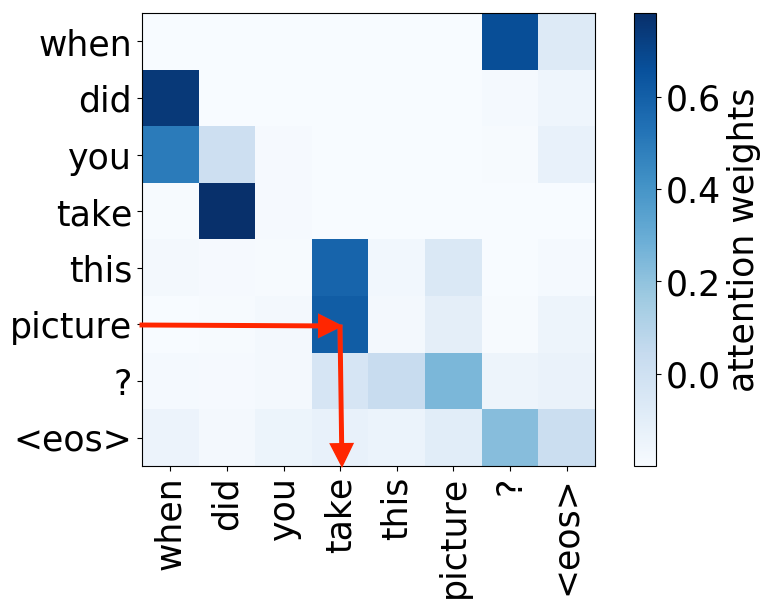 when
did
you
take
this
picture
?
<eos>
when
did
you
take
this
picture
?
<eos>
0.6
0.4
0.2
0.0
attention weights